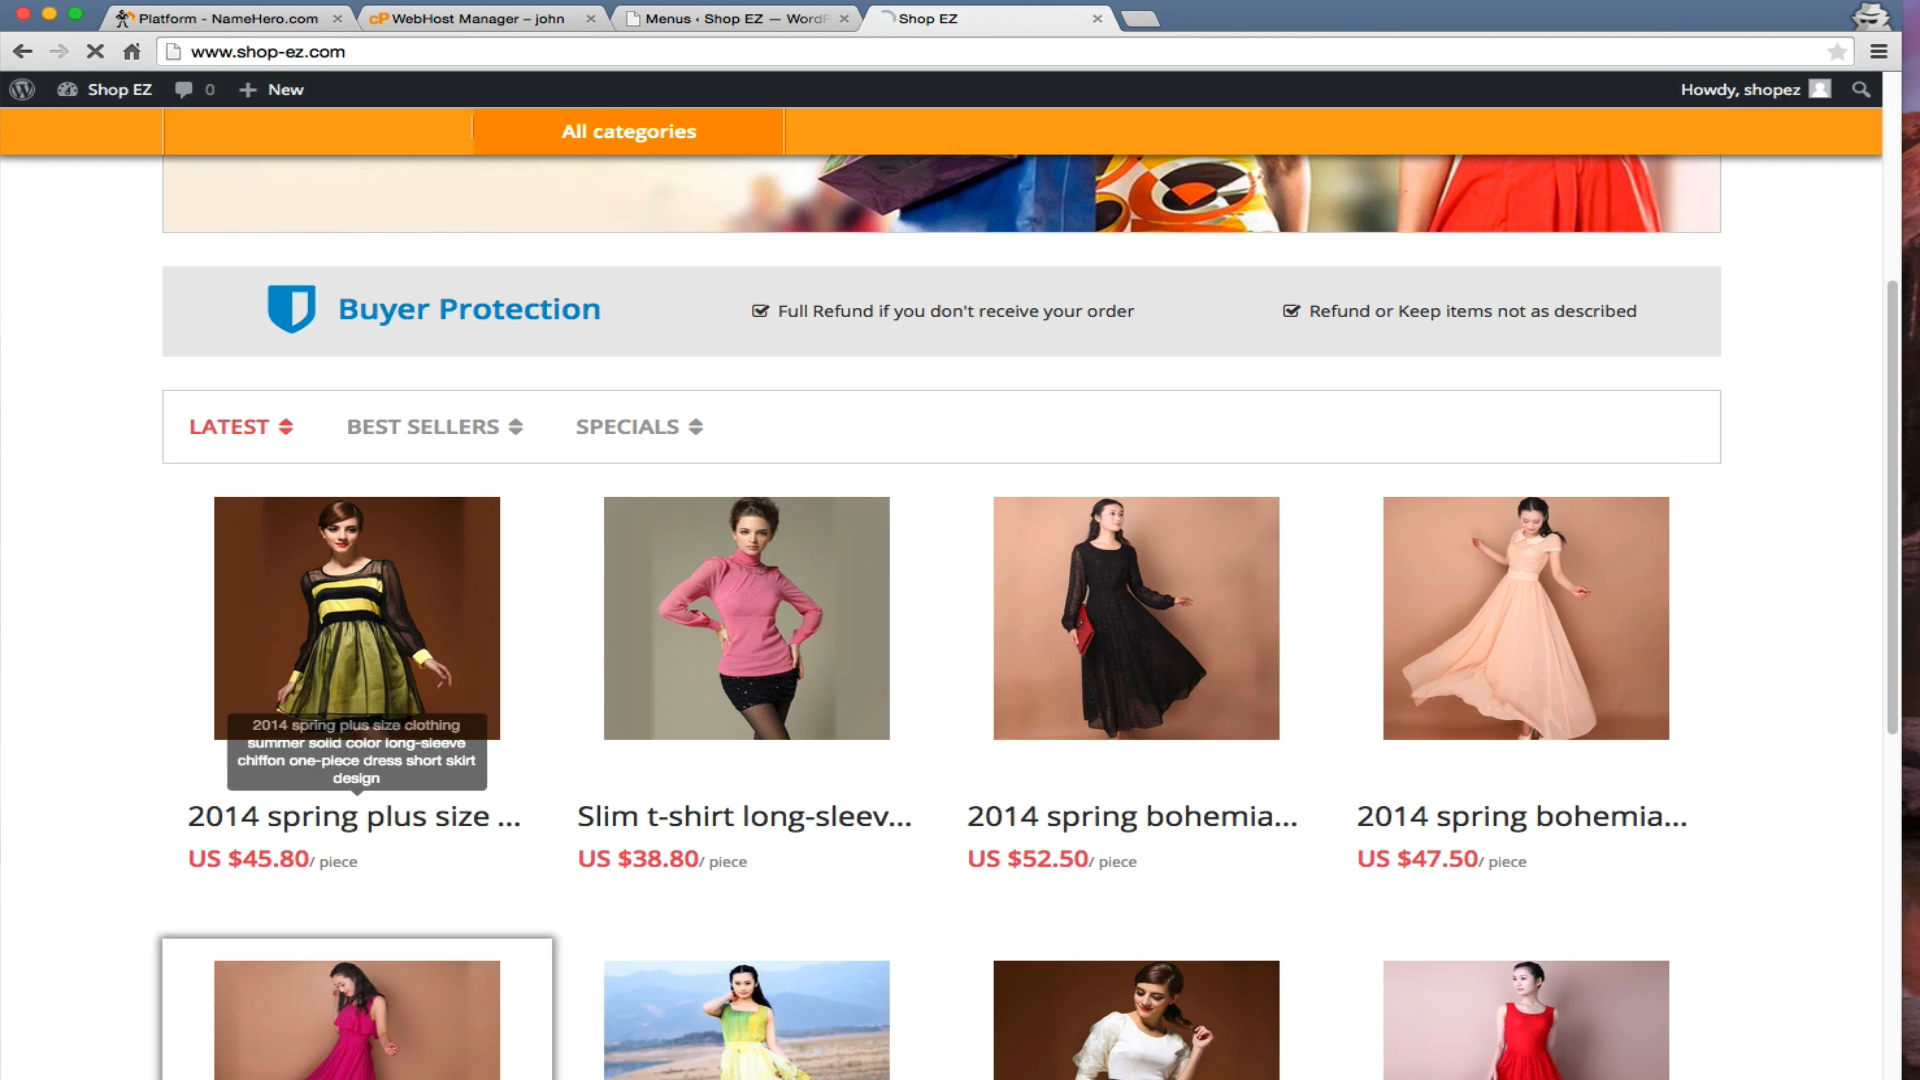 Platform - NameHero.com
cP WebHost Manager – john
Menus ‹ Shop EZ — WordP
Shop EZ
www.shop-ez.com
Shop EZ 0 New
Howdy, shopez
All categories
Buyer Protection
Full Refund if you don't receive your order
Refund or Keep items not as described
LATEST BEST SELLERS SPECIALS
2014 spring plus size clothing
summer solid color long-sleeve
chiffon one-piece dress short skirt
design
2014 spring plus size ...
Slim t-shirt long-sleev...
2014 spring bohemia...
2014 spring bohemia...
US $45.80/ piece
US $38.80/ piece
US $52.50/ piece
US $47.50/ piece